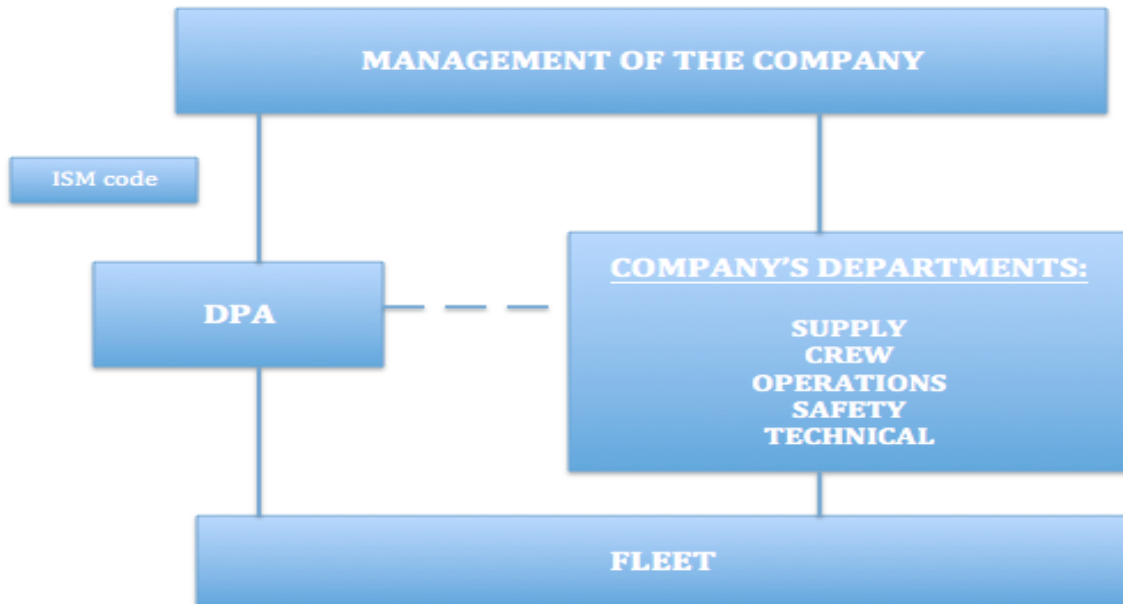 MANAGEMENT OF THE COMPANY
ISM code
DPA
COMPANY’S DEPARTMENTS:
SUPPLY
CREW
OPERATIONS
SAFETY
TECHNICAL
FLEET